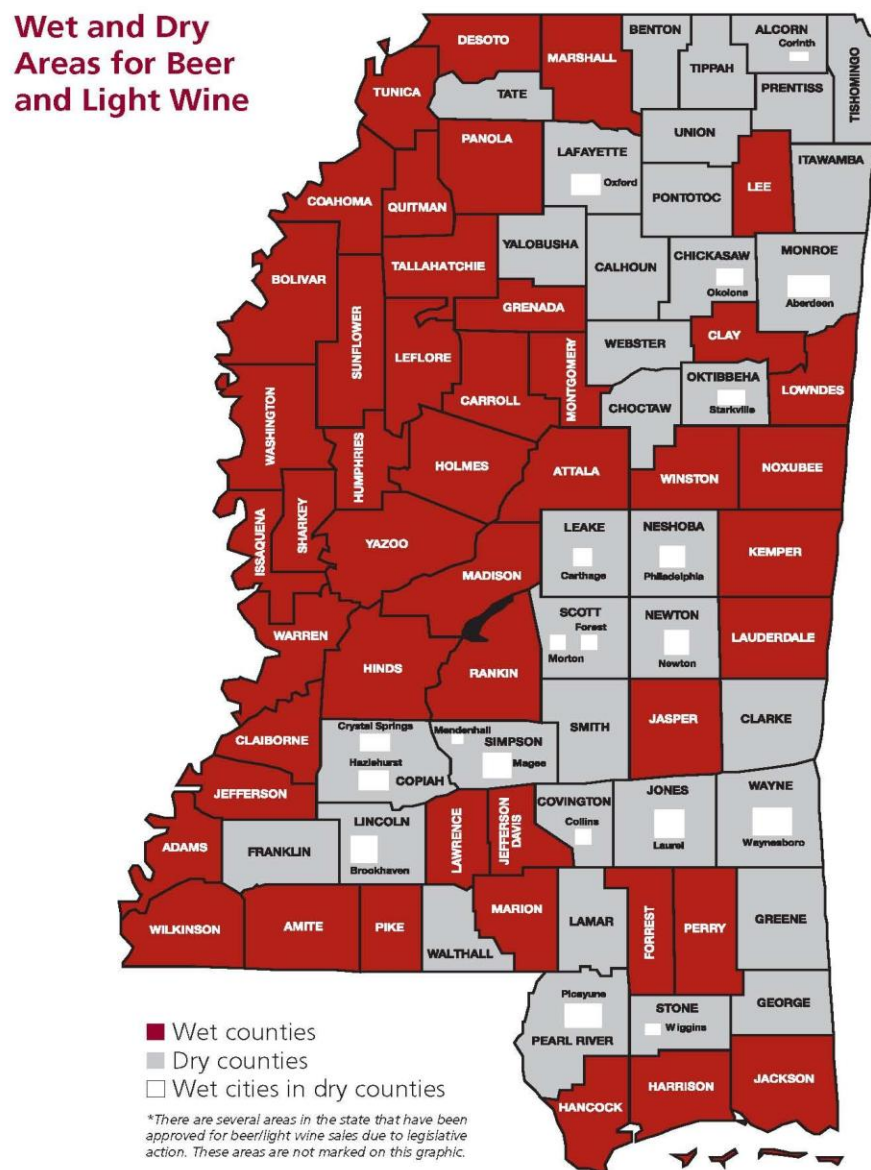 Wet and Dry
Areas for Beer
and Light Wine
DESOTO
MARSHALL
BENTON
ALCORN
Corinth
TIPPAH
TISHOMINGO
TUNICA
TATE
PRENTISS
PANOLA
LAFAYETTE
Oxford
UNION
ITAWAMBA
COAHOMA
QUITMAN
PONTOTOC
LEE
YALOBUSHA
BOLIVAR
TALLAHATCHIE
CALHOUN
CHICKASAW
Okolona
MONROE
Aberdeen
GRENADA
SUNFLOWER
LEFLORE
WEBSTER
CLAY
MONTGOMERY
OKTIBBEHA
Starkville
LOWNDES
CARROLL
CHOCTAW
WASHINGTON
HUMPHRIES
HOLMES
ATTALA
WINSTON
NOXUBEE
ISSAQUENA
SHARKEY
YAZOO
LEAKE
Carthage
NESHOBA
Philadelphia
KEMPER
MADISON
WARREN
SCOTT
Forest
Morton
NEWTON
Newton
LAUDERDALE
HINDS
RANKIN
CLAIBORNE
Crystal Springs
Hazlehurst
COPIAH
Mendenhall
SIMPSON
Magee
SMITH
JASPER
CLARKE
JEFFERSON
LINCOLN
Brookhaven
LAWRENCE
JEFFERSON
DAVIS
COVINGTON
Collins
JONES
Laurel
WAYNE
Waynesboro
ADAMS
FRANKLIN
WILKINSON
AMITE
PIKE
WALTHALL
MARION
LAMAR
FORREST
PERRY
GREENE
Picayune
PEARL RIVER
STONE
Wiggins
GEORGE
HANCOCK
HARRISON
JACKSON
Wet counties
Dry counties
Wet cities in dry counties
*There are several areas in the state that have been
approved for beer/light wine sales due to legislative
action. These areas are not marked on this graphic.